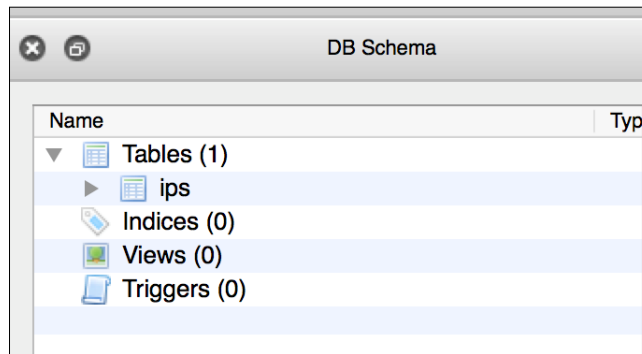 DB Schema
Name Typ
Tables (1)
ips
Indices (0)
Views (0)
Triggers (0)